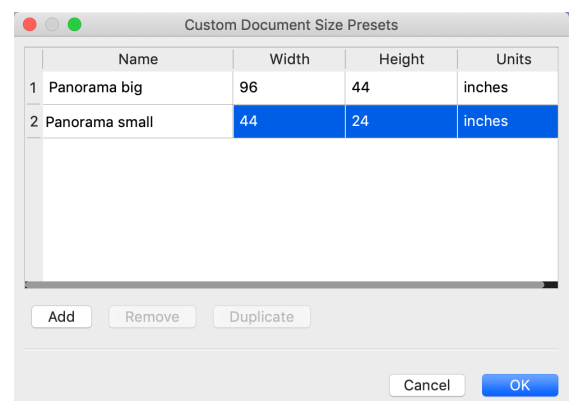 Custom Document Size Presets
Name Width Height Units
1 Panorama big 96 44 inches
2 Panorama small 44 24 inches
Add Remove Duplicate
Cancel OK